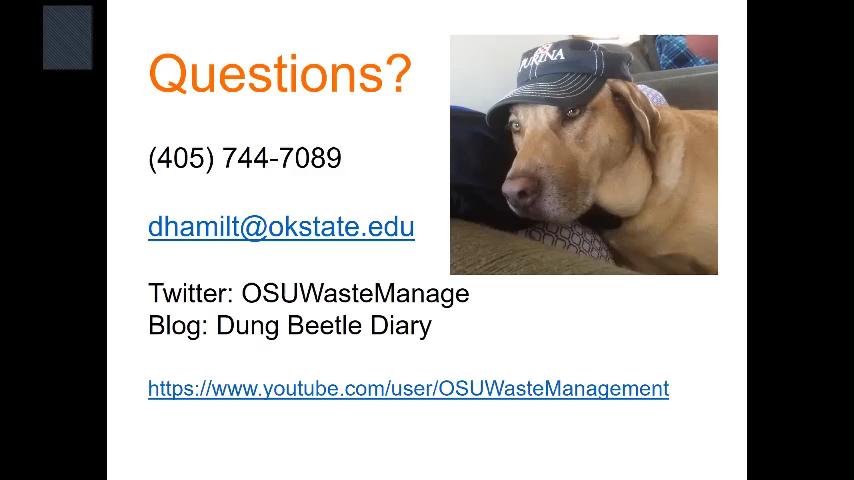 Questions?
PURINA
(405) 744-7089
dhamilt@okstate.edu
Twitter: OSUWasteManage
Blog: Dung Beetle Diary
https://www.youtube.com/user/OSUWasteManagement